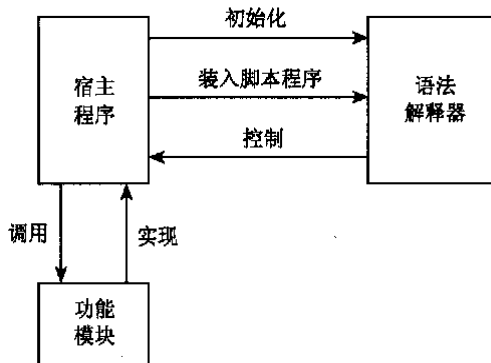 初始化
宿主
程序
装入脚本程序
语法
解释器
控制
调用
实现
功能
模块